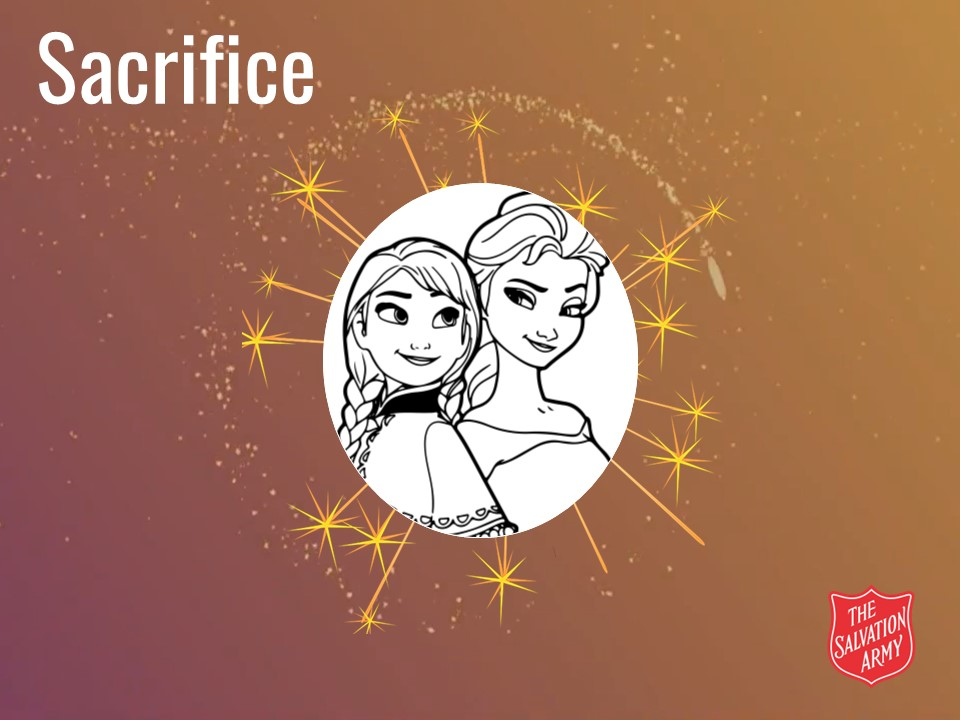 Sacrifice
THE
SALVATION
ARMY